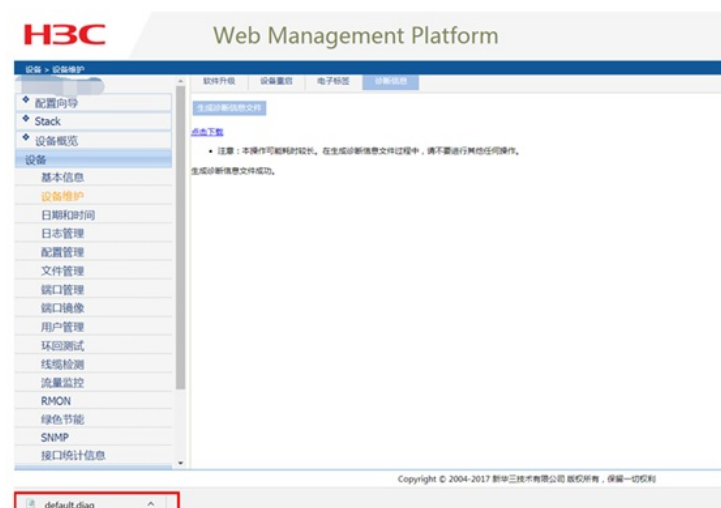 H3C
Web Management Platform
设备 > 设备维护
软件升级 设备重启 电子标签 诊断信息
配置向导
Stack
设备概览
设备
基本信息
设备维护
日期和时间
日志管理
配置管理
文件管理
端口管理
端口镜像
用户管理
环回测试
线缆检测
流量监控
RMON
绿色节能
SNMP
接口统计信息
生成诊断信息文件
点击下载
• 注意：本操作可能耗时较长。在生成诊断信息文件过程中，请不要进行其他任何操作。
生成诊断信息文件成功。
Copyright © 2004-2017 新华三技术有限公司 版权所有，保留一切权利
default.diag